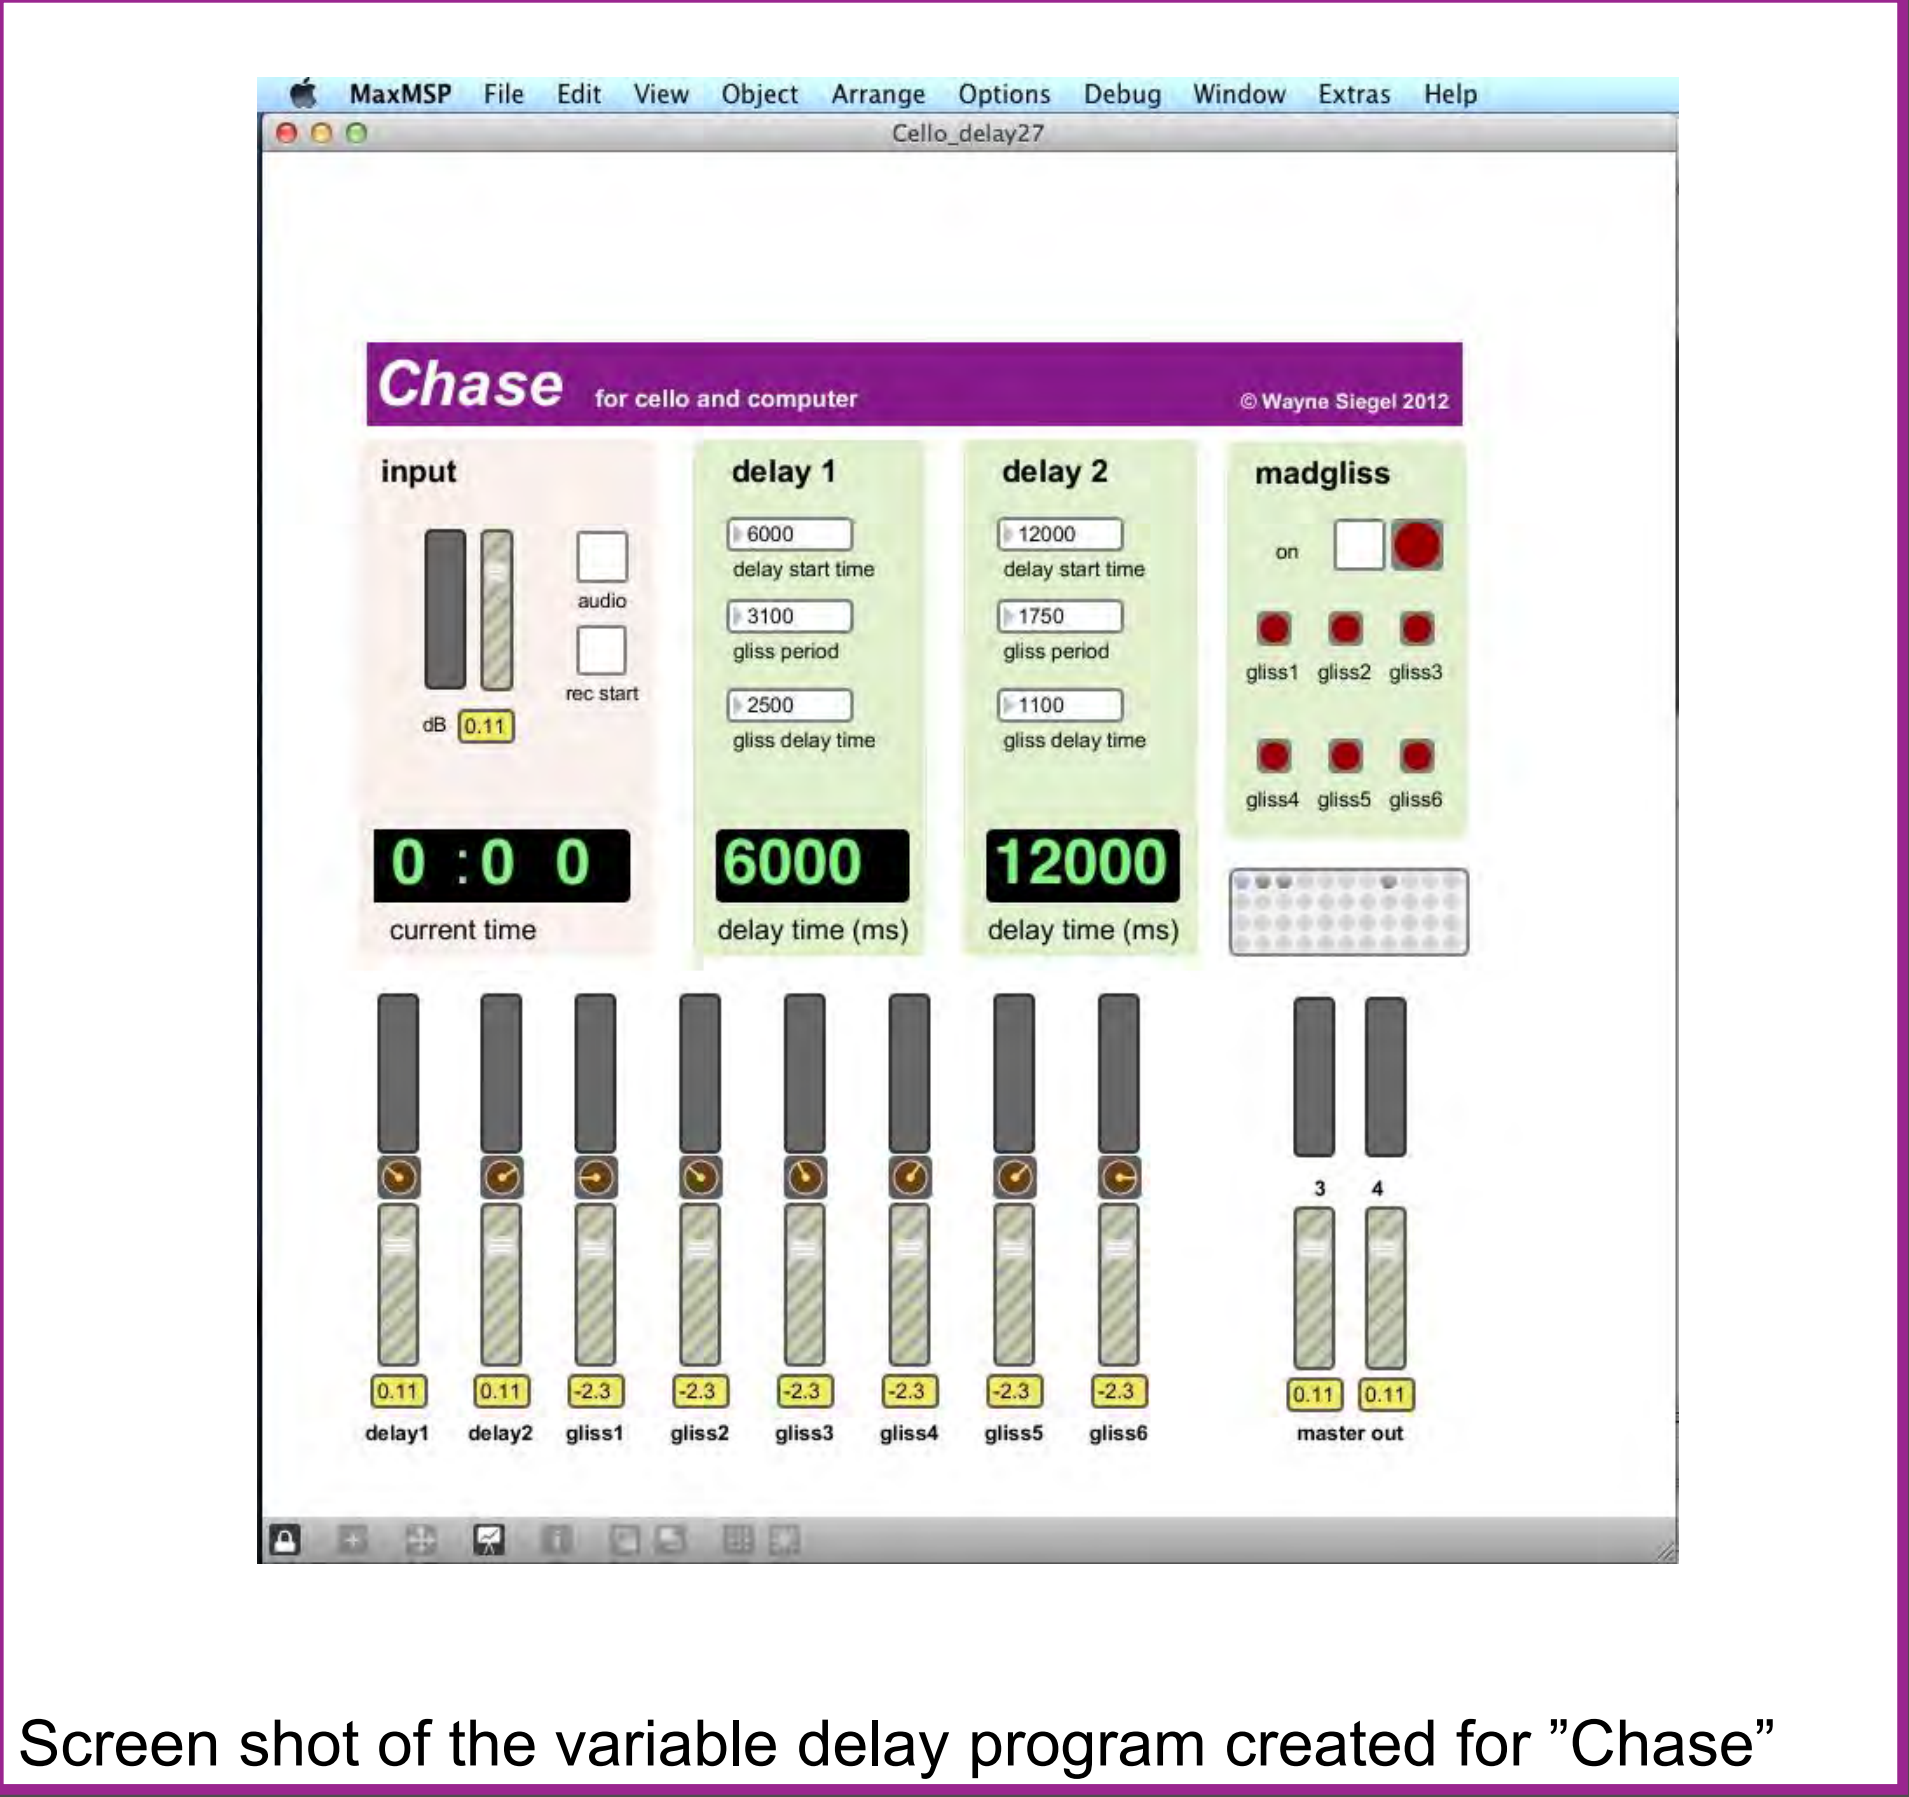 MaxMSP File Edit View Object Arrange Options Debug Window Extras Help
Cello_delay27
Chase for cello and computer © Wayne Siegel 2012
input
audio
rec start
dB 0.11
0 :0 0
current time
delay 1
6000
delay start time
3100
gliss period
2500
gliss delay time
6000
delay time (ms)
delay 2
12000
delay start time
1750
gliss period
1100
gliss delay time
12000
delay time (ms)
madgliss
on
gliss1 gliss2 gliss3
gliss4 gliss5 gliss6
3 4
0.11 0.11 -2.3 -2.3 -2.3 -2.3 -2.3 -2.3 0.11 0.11
delay1 delay2 gliss1 gliss2 gliss3 gliss4 gliss5 gliss6 master out
Screen shot of the variable delay program created for ”Chase”